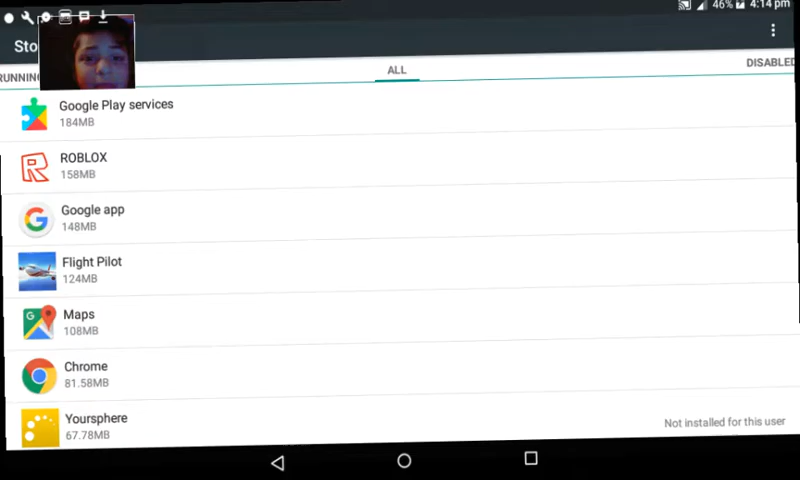 46% 4:14 pm
Sto
RUNNING ALL DISABLED
Google Play services
184MB
ROBLOX
158MB
Google app
148MB
Flight Pilot
124MB
Maps
108MB
Chrome
81.58MB
Yoursphere
67.78MB Not installed for this user